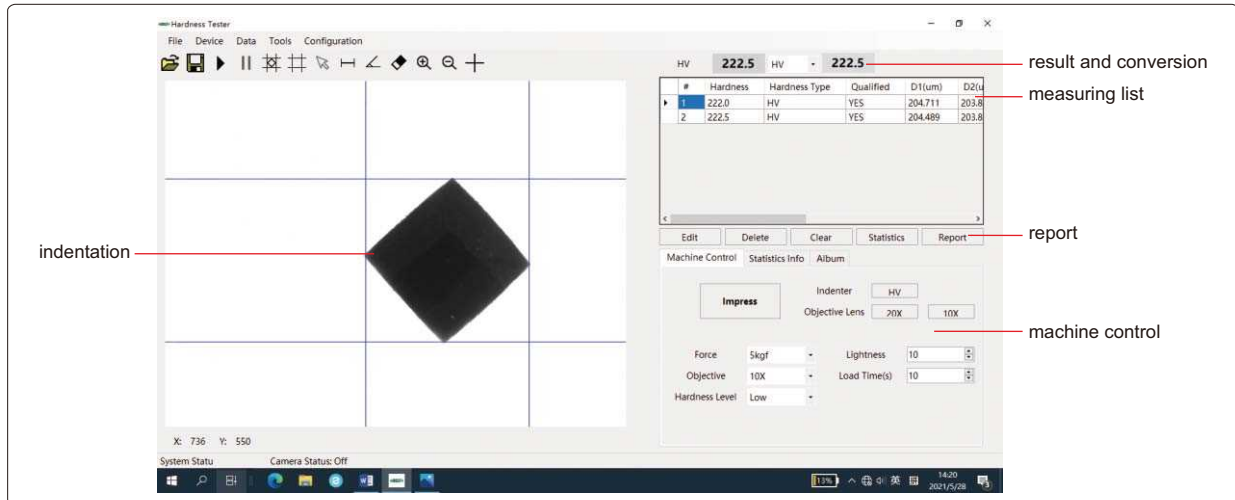 Hardness Tester
File Device Data Tools Configuration
HV 222.5 HV 222.5
result and conversion
# Hardness Hardness Type Qualified D1(um) D2(u
measuring list
1 222.0 HV YES 204.711 203.8
2 222.5 HV YES 204.489 203.8
indentation
Edit Delete Clear Statistics Report
report
Machine Control Statistics Info Album
Impress
Indenter HV
Objective Lens 20X 10X
machine control
Force 5kgf Lightness 10
Objective 10X Load Time(s) 10
Hardness Level Low
X: 736 Y: 550
System Statu Camera Status: Off
13% 英 14:20
2021/5/28